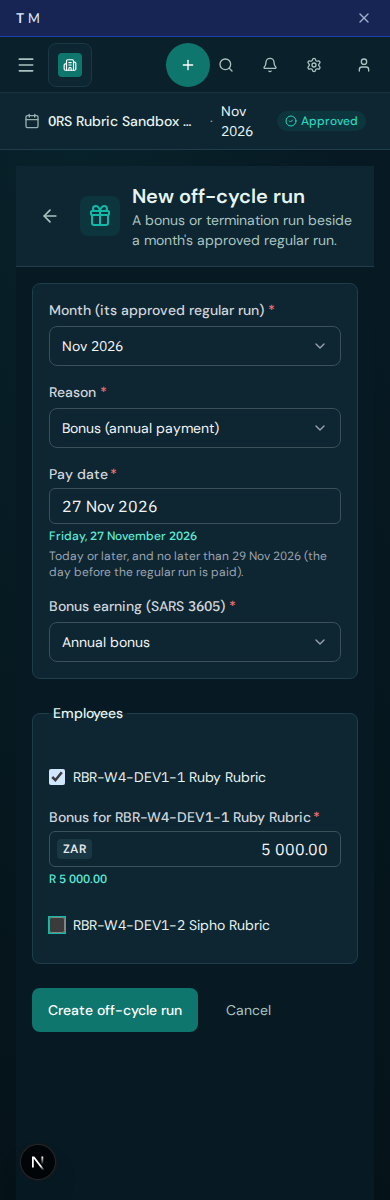 T M
0RS Rubric Sandbox ...
·
Nov
2026
Approved
New off-cycle run
A bonus or termination run beside
a month's approved regular run.
Month (its approved regular run) *
Nov 2026
Reason *
Bonus (annual payment)
Pay date *
27 Nov 2026
Friday, 27 November 2026
Today or later, and no later than 29 Nov 2026 (the
day before the regular run is paid).
Bonus earning (SARS 3605) *
Annual bonus
Employees
RBR-W4-DEV1-1 Ruby Rubric
Bonus for RBR-W4-DEV1-1 Ruby Rubric *
ZAR 5 000.00
R 5 000.00
RBR-W4-DEV1-2 Sipho Rubric
Create off-cycle run
Cancel
N